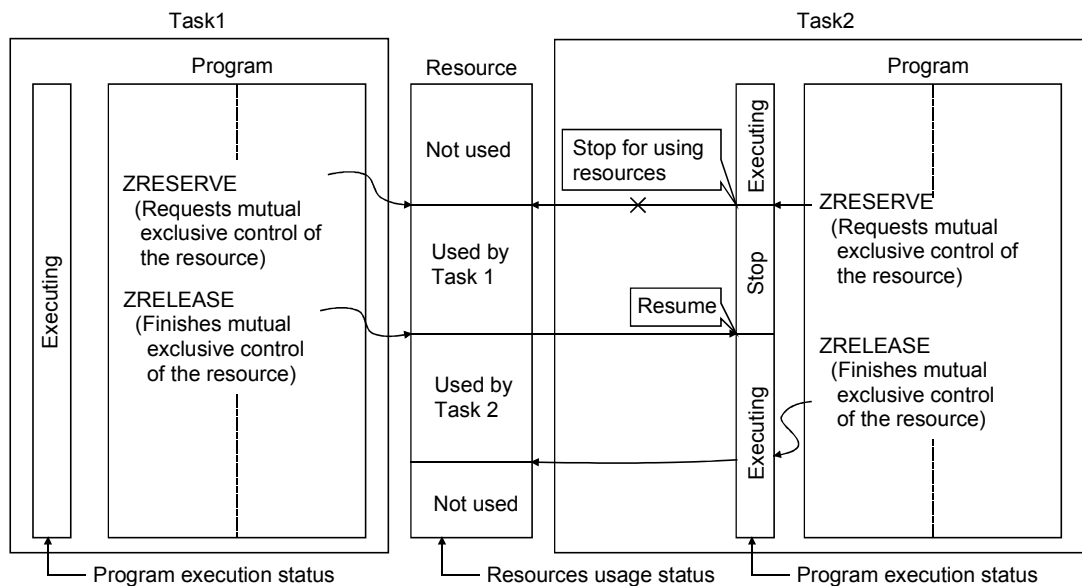 Task1
Task2
Program
Resource
Program
Executing
ZRESERVE
(Requests mutual
exclusive control of
the resource)
ZRELEASE
(Finishes mutual
exclusive control
of the resource)
Not used
Used by
Task 1
Used by
Task 2
Not used
Stop for using
resources
Resume
Executing
Stop
Executing
ZRESERVE
(Requests mutual
exclusive control of
the resource)
ZRELEASE
(Finishes mutual
exclusive control
of the resource)
Program execution status
Resources usage status
Program execution status